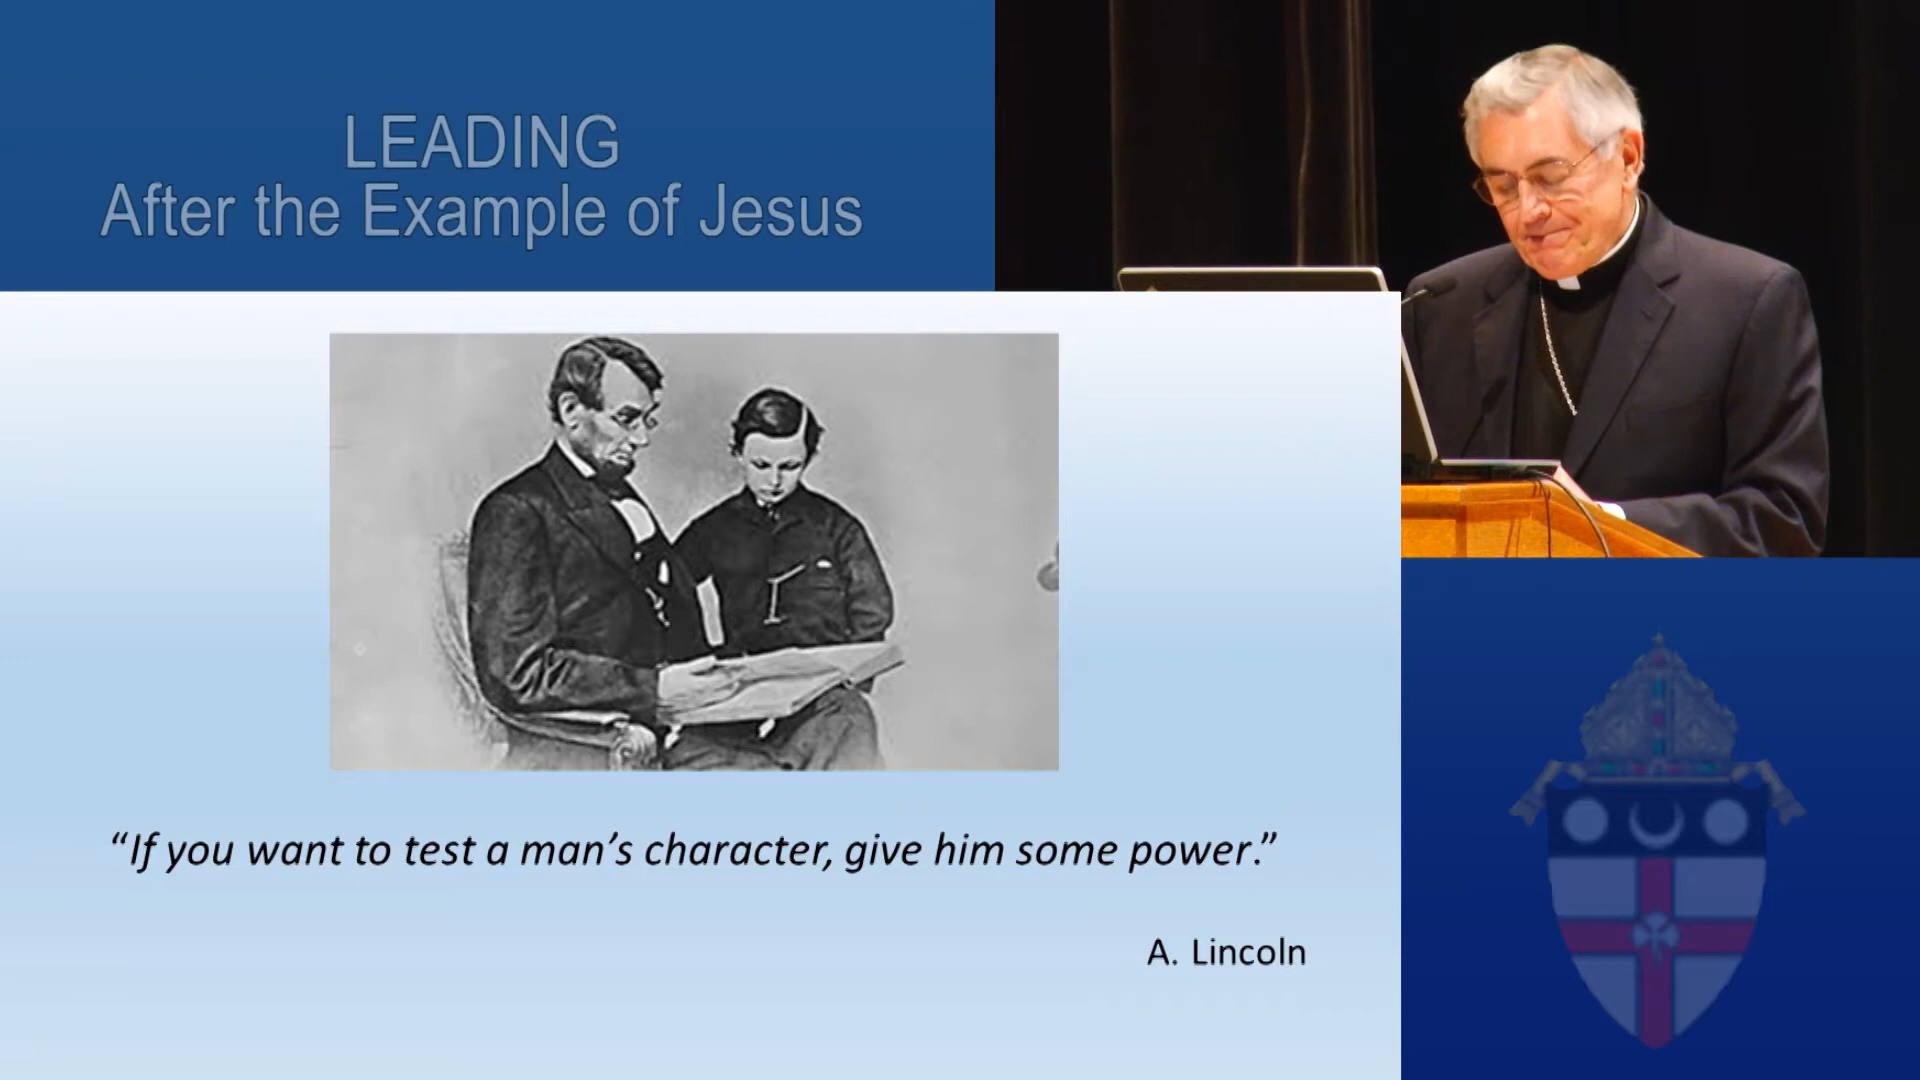 LEADING
After the Example of Jesus
“If you want to test a man’s character, give him some power.”
A. Lincoln